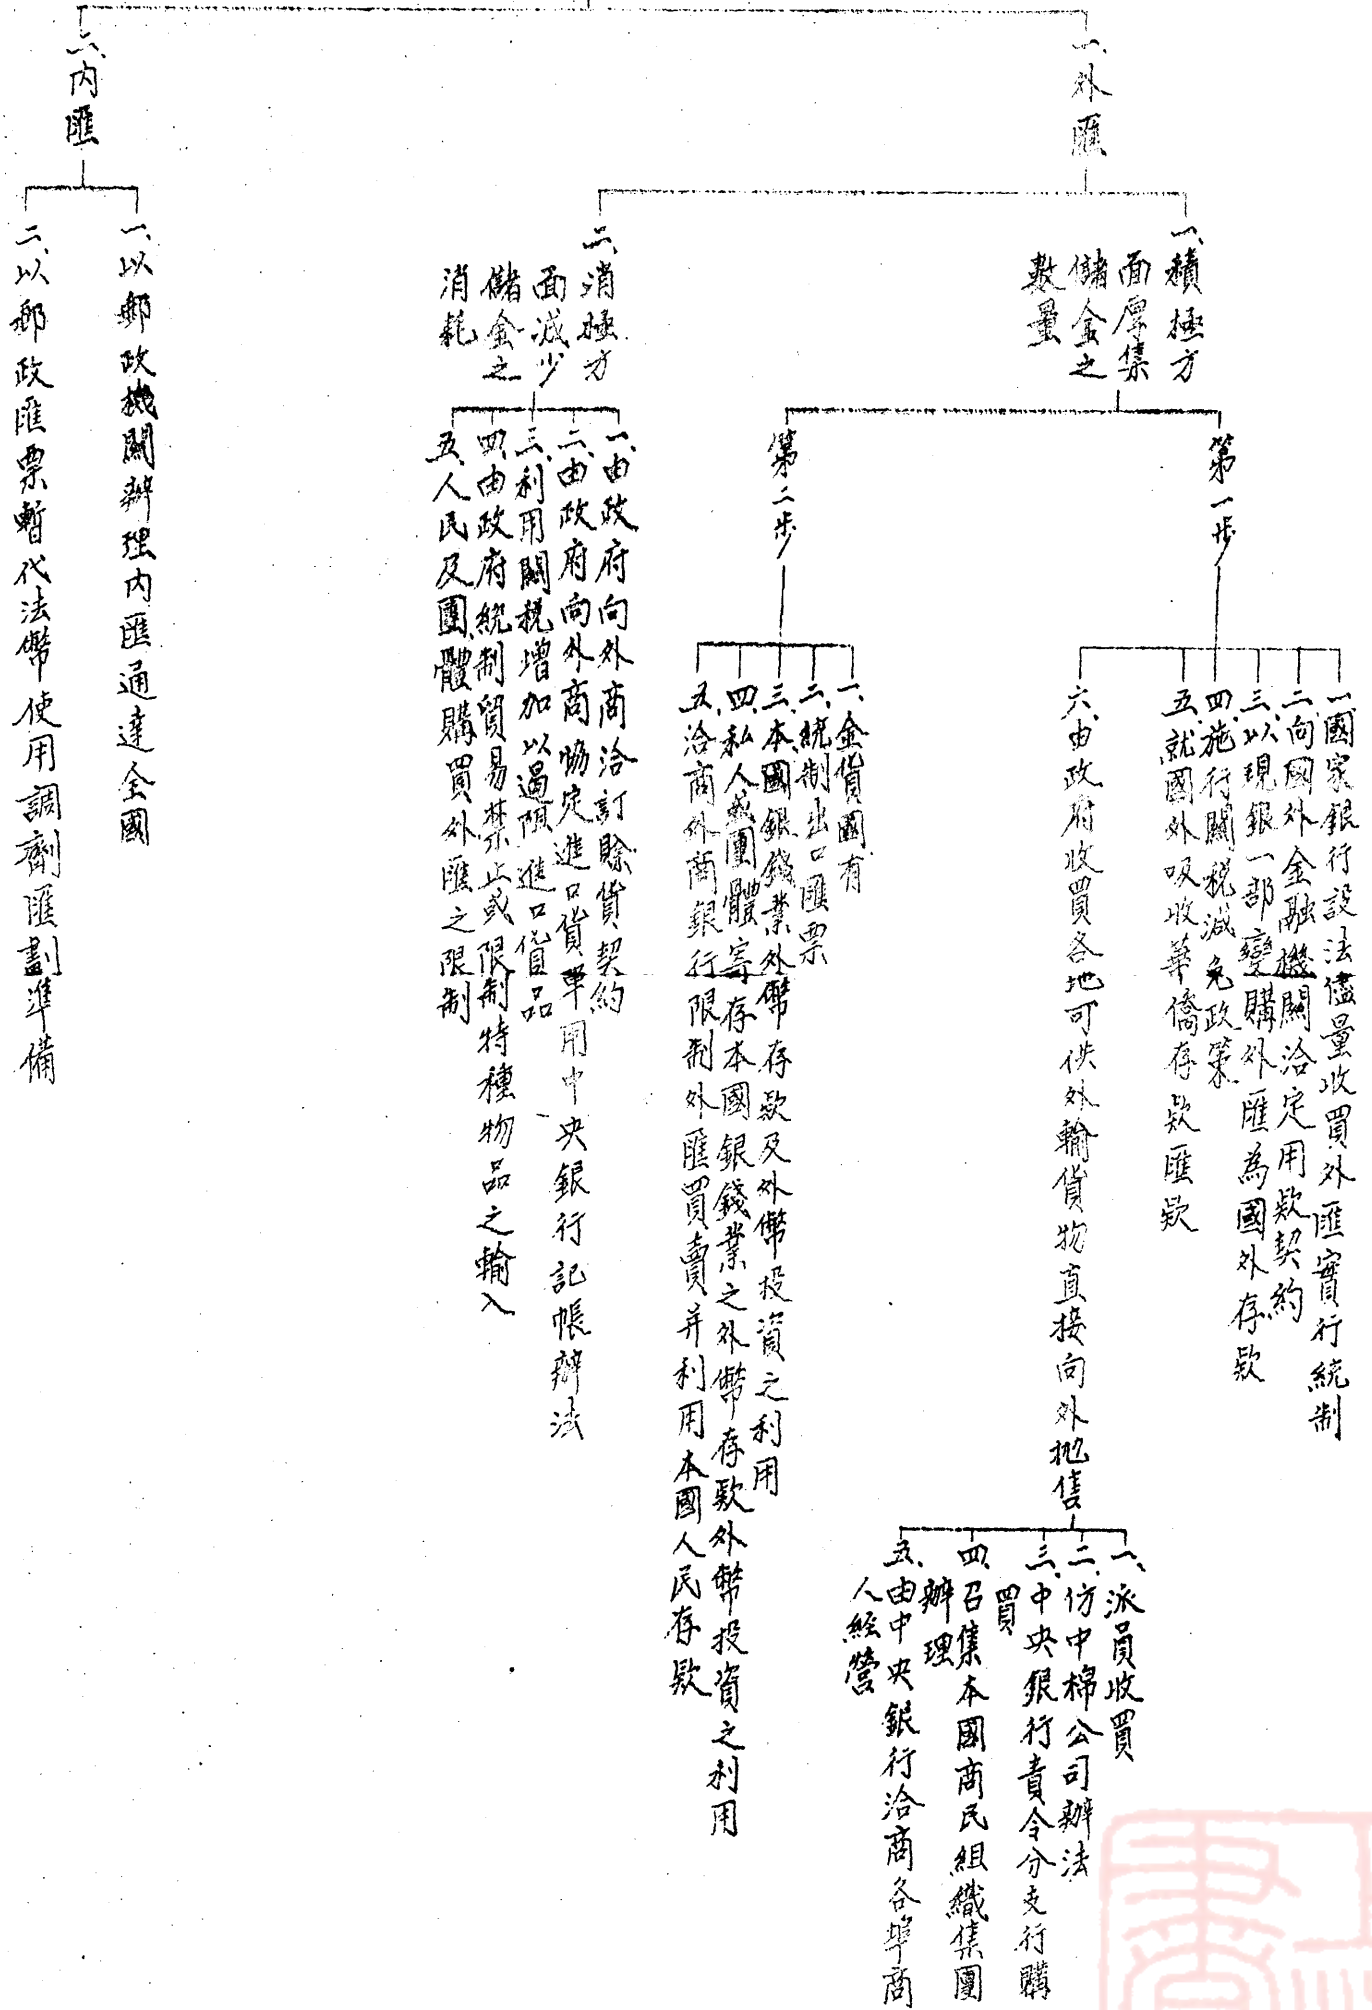 一、外匯
一、積極方
面厚集
儲金之
數量
第一步
一、國家銀行設法儘量收買外匯實行統制
二、向國外金融機關洽定用欵契約
三、以現銀一部變購外匯為國外存欵
四、施行關稅減免政策
五、就國外吸收華僑存欵匯欵
六、由政府收買各地可供外輸貨物直接向外拋售
一、派員收買
二、仿中棉公司辦法
三、中央銀行責令分支行購
買
四、召集本國商民組織集團
辦理
五、由中央銀行洽商各埠商
人經營
第二步
一、金貨國有
二、統制出口匯票
三、本國銀錢業外幣存欵及外幣投資之利用
四、私人或團體寄存本國銀錢業之外幣存欵外幣投資之利用
五、洽商外商銀行限制外匯買賣并利用本國人民存欵
二、消極方
面減少
儲金之
消耗
一、由政府向外商洽訂賒貨契約
二、由政府向外商協定進口貨單用中央銀行記帳辦法
三、利用關稅增加以遏阻進口貨品
四、由政府統制貿易禁止或限制特種物品之輸入
五、人民及團體購買外匯之限制
二、內匯
一、以郵政機關辦理內匯通達全國
二、以郵政匯票暫代法幣使用調劑匯劃準備